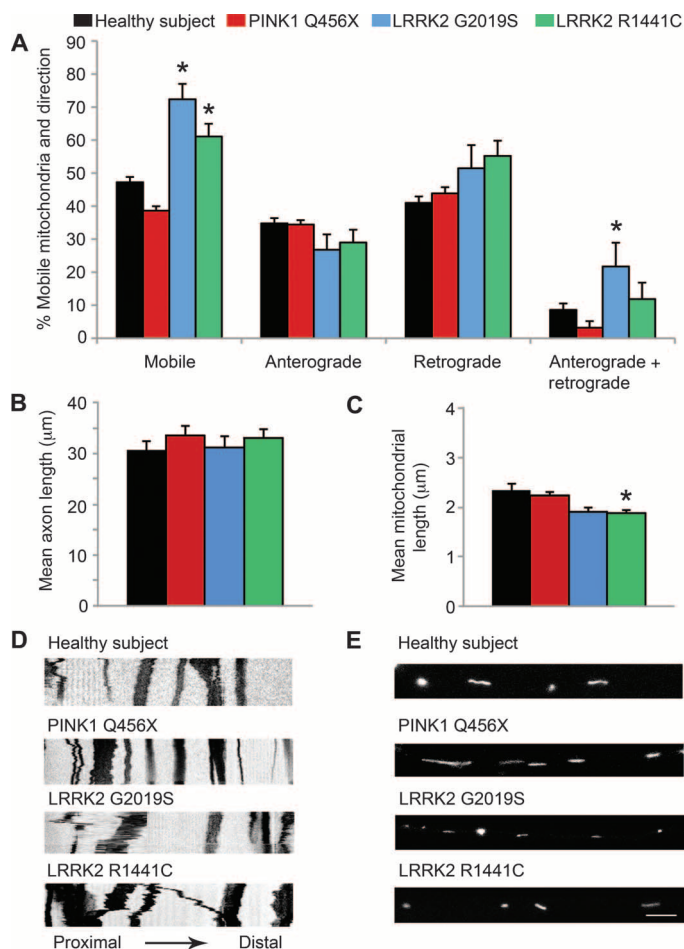 Healthy subject PINK1 Q456X LRRK2 G2019S LRRK2 R1441C
A
% Mobile mitochondria and direction
90
80
70
60
50
40
30
20
10
0
*
*
*
Mobile Anterograde Retrograde Anterograde +
retrograde
B
Mean axon length (μm)
40
30
20
10
0
C
Mean mitochondrial
length (μm)
4
3
2
1
0
*
D
Healthy subject
PINK1 Q456X
LRRK2 G2019S
LRRK2 R1441C
Proximal → Distal
E
Healthy subject
PINK1 Q456X
LRRK2 G2019S
LRRK2 R1441C